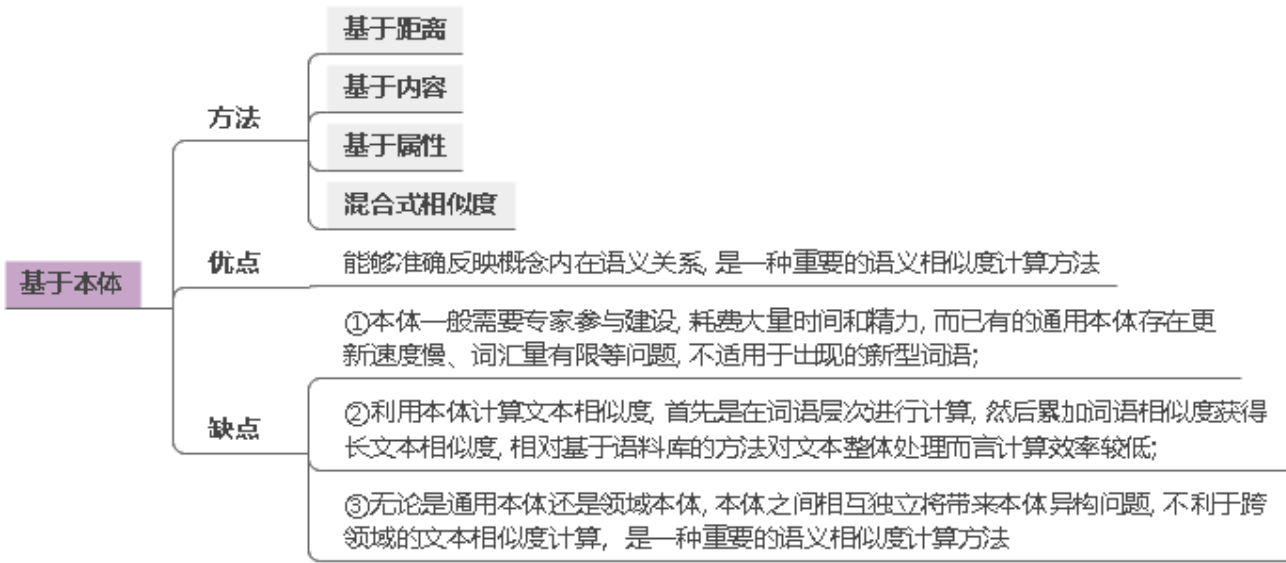 基于距离
基于内容
方法
基于属性
混合式相似度
优点
能够准确反映概念内在语义关系, 是一种重要的语义相似度计算方法
基于本体
①本体一般需要专家参与建设, 耗费大量时间和精力, 而已有的通用本体存在更
新速度慢、词汇量有限等问题, 不适用于出现的新型词语;
缺点
②利用本体计算文本相似度, 首先是在词语层次进行计算, 然后累加词语相似度获得
长文本相似度, 相对基于语料库的方法对文本整体处理而言计算效率较低;
③无论是通用本体还是领域本体, 本体之间相互独立将带来本体异构问题, 不利于跨
领域的文本相似度计算, 是一种重要的语义相似度计算方法